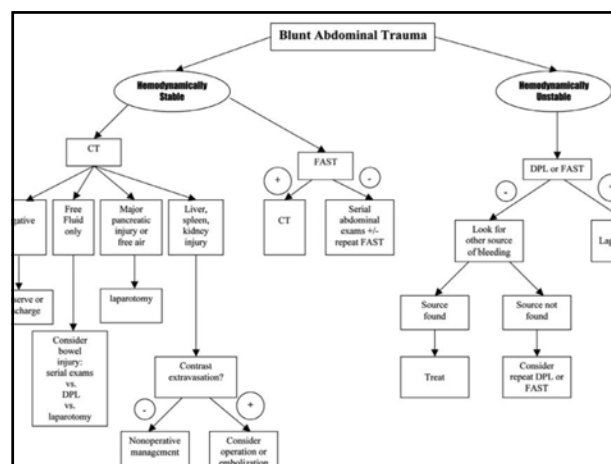 Blunt Abdominal Trauma
Hemodynamically
Stable
Hemodynamically
Unstable
CT
FAST
DPL or FAST
+
-
-
Free
Fluid
only
Major
pancreatic
injury or
free air
Liver,
spleen,
kidney
injury
CT
Serial
abdominal
exams +/-
repeat FAST
Look for
other source
of bleeding
laparotomy
Source
found
Source not
found
Consider
bowel
injury:
serial exams
vs.
DPL
vs.
laparotomy
Contrast
extravasation?
Treat
Consider
repeat DPL or
FAST
-
+
Nonoperative
management
Consider
operation or
embolization